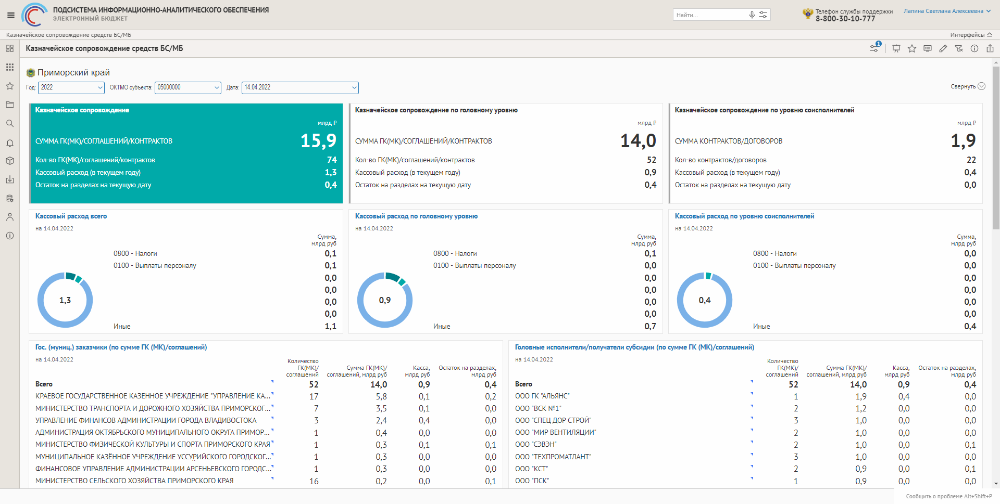 ПОДСИСТЕМА ИНФОРМАЦИОННО-АНАЛИТИЧЕСКОГО ОБЕСПЕЧЕНИЯ
ЭЛЕКТРОННЫЙ БЮДЖЕТ
Найти...
Телефон службы поддержки
8-800-30-10-777
Лапина Светлана Алексеевна
Казначейское сопровождение средств БС/МБ
Интерфейсы
Казначейское сопровождение средств БС/МБ
1
Приморский край
Год: 2022 ОКТМО субъекта: 05000000 Дата: 14.04.2022
Свернуть
Казначейское сопровождение
млрд ₽
СУММА ГК(МК)/СОГЛАШЕНИЙ/КОНТРАКТОВ 15,9
Кол-во ГК(МК)/соглашений/контрактов 74
Кассовый расход (в текущем году) 1,3
Остаток на разделах на текущую дату 0,4
Казначейское сопровождение по головному уровню
млрд ₽
СУММА ГК(МК)/СОГЛАШЕНИЙ/КОНТРАКТОВ 14,0
Кол-во ГК(МК)/соглашений/контрактов 52
Кассовый расход (в текущем году) 0,9
Остаток на разделах на текущую дату 0,4
Казначейское сопровождение по уровню соисполнителей
млрд ₽
СУММА КОНТРАКТОВ/ДОГОВОРОВ 1,9
Кол-во контрактов/договоров 22
Кассовый расход (в текущем году) 0,4
Остаток на разделах на текущую дату 0,0
Кассовый расход всего
на 14.04.2022
Сумма,
млрд руб
0800 - Налоги 0,1
0100 - Выплаты персоналу 0,1
0,0
0,0
1,3
0,0
0,0
Иные 1,1
Кассовый расход по головному уровню
на 14.04.2022
Сумма,
млрд руб
0800 - Налоги 0,1
0100 - Выплаты персоналу 0,0
0,0
0,0
0,9
0,0
0,0
Иные 0,7
Кассовый расход по уровню соисполнителей
на 14.04.2022
Сумма,
млрд руб
0800 - Налоги 0,0
0100 - Выплаты персоналу 0,0
0,0
0,0
0,4
0,0
0,0
Иные 0,4
Гос. (муниц.) заказчики (по сумме ГК (МК)/соглашений)
на 14.04.2022
Количество
ГК(МК)/ Сумма ГК(МК)/ Касса, Остаток на разделах,
соглашений соглашений, млрд руб млрд руб млрд руб
Всего 52 14,0 0,9 0,4
КРАЕВОЕ ГОСУДАРСТВЕННОЕ КАЗЕННОЕ УЧРЕЖДЕНИЕ "УПРАВЛЕНИЕ КА... 17 5,8 0,1 0,2
МИНИСТЕРСТВО ТРАНСПОРТА И ДОРОЖНОГО ХОЗЯЙСТВА ПРИМОРСКОГ... 7 3,5 0,1 0,0
УПРАВЛЕНИЕ ФИНАНСОВ АДМИНИСТРАЦИИ ГОРОДА ВЛАДИВОСТОКА 3 2,4 0,4 0,0
АДМИНИСТРАЦИЯ ОКТЯБРЬСКОГО МУНИЦИПАЛЬНОГО ОКРУГА ПРИМОР... 1 0,4 0,0 0,0
МИНИСТЕРСТВО ФИЗИЧЕСКОЙ КУЛЬТУРЫ И СПОРТА ПРИМОРСКОГО КРАЯ 1 0,3 0,1 0,1
МУНИЦИПАЛЬНОЕ КАЗЁННОЕ УЧРЕЖДЕНИЕ УССУРИЙСКОГО ГОРОДСКОГ... 1 0,3 0,0 0,0
ФИНАНСОВОЕ УПРАВЛЕНИЕ АДМИНИСТРАЦИИ АРСЕНЬЕВСКОГО ГОРОДС... 1 0,3 0,0 0,0
МИНИСТЕРСТВО СЕЛЬСКОГО ХОЗЯЙСТВА ПРИМОРСКОГО КРАЯ 16 0,2 0,0 0,1
Головные исполнители/получатели субсидии (по сумме ГК (МК)/соглашений)
на 14.04.2022
Количество
ГК(МК)/ Сумма ГК(МК)/ Касса, Остаток на разделах,
соглашений соглашений, млрд руб млрд руб млрд руб
Всего 52 14,0 0,9 0,4
ООО ГК "АЛЬЯНС" 1 1,9 0,4 0,0
ООО "ВСК №1" 2 1,2 0,0 0,0
ООО "СПЕЦ ДОР СТРОЙ" 3 1,0 0,0 0,0
ООО "МИР ВЕНТИЛЯЦИИ" 2 1,0 0,0 0,0
ООО "СЭВЭН" 2 1,0 0,0 0,1
ООО "ТЕХПРОМАТЛАНТ" 3 1,0 0,0 0,0
ООО "КСТ" 2 0,9 0,0 0,1
ООО "ПСК" 1 0,9 0,0 0,0
Сообщить о проблеме Alt+Shift+P